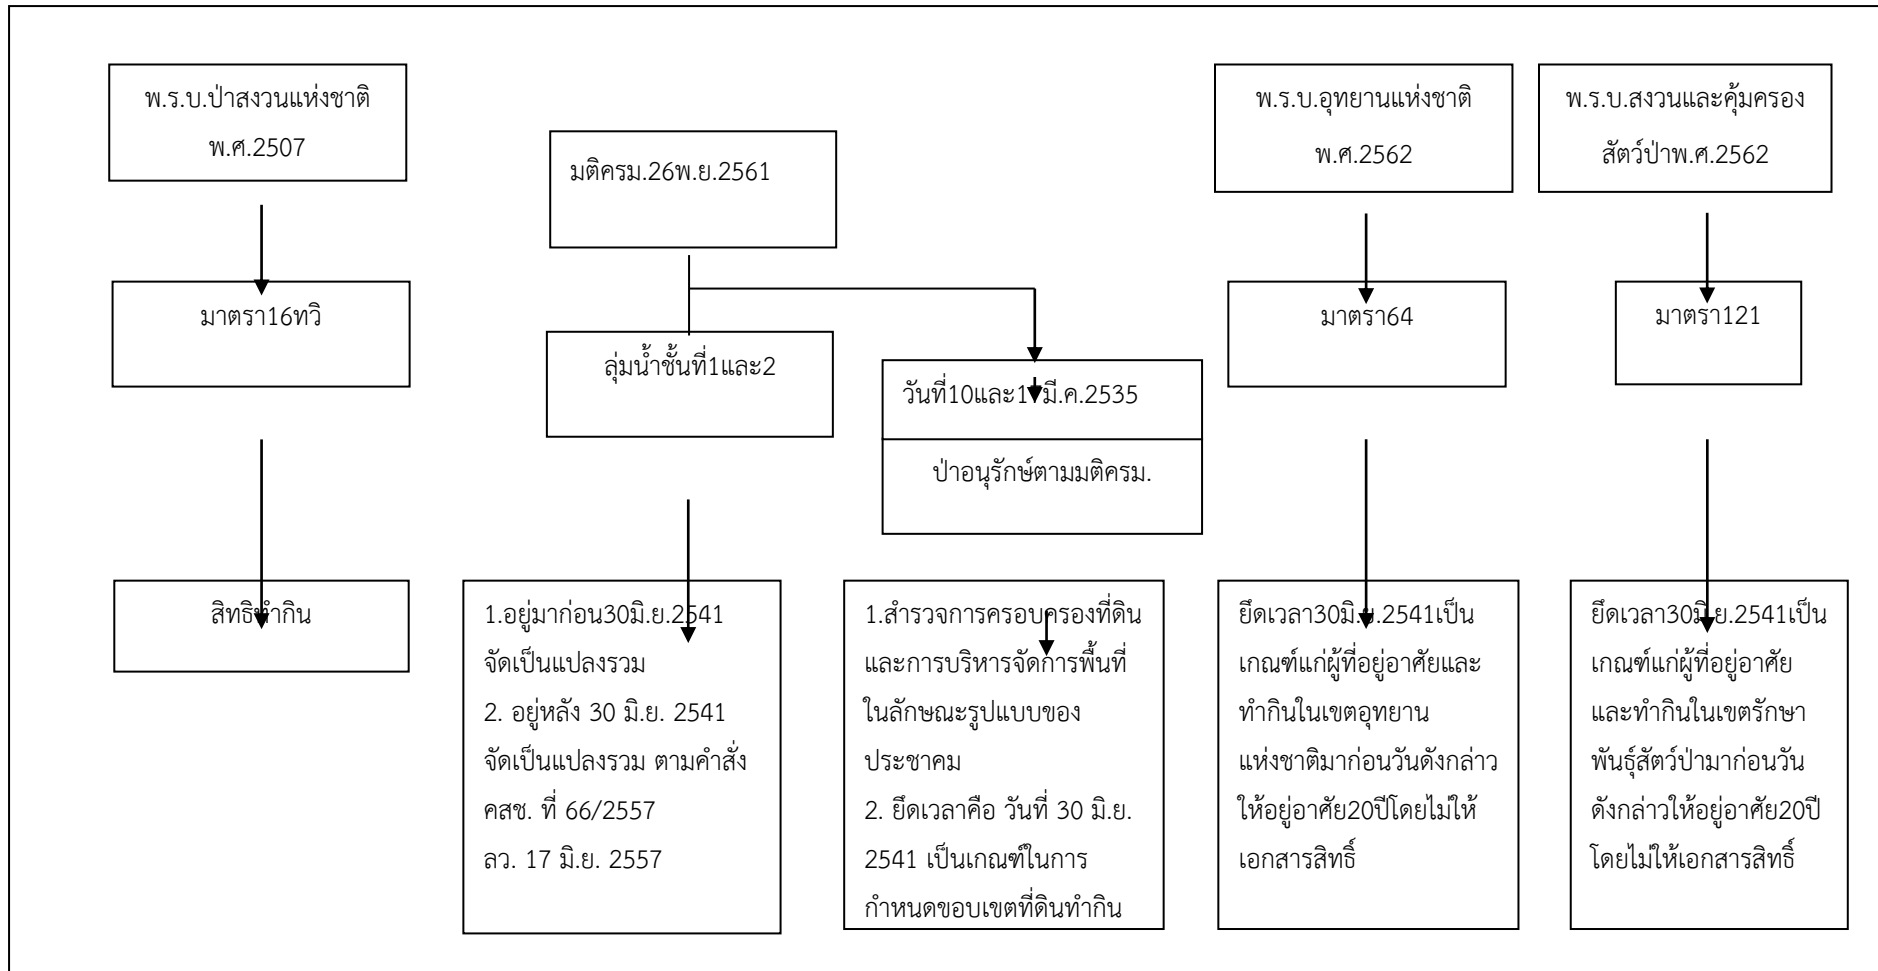 พ.ร.บ.ป่าสงวนแห่งชาติ
พ.ศ.2507
มาตรา16ทวิ
สิทธิทำกิน
มติครม.26พ.ย.2561
ลุ่มน้ำชั้นที่1และ2
1.อยู่มาก่อน30มิ.ย.2541
จัดเป็นแปลงรวม
2. อยู่หลัง 30 มิ.ย. 2541
จัดเป็นแปลงรวม ตามคำสั่ง
คสช. ที่ 66/2557
ลว. 17 มิ.ย. 2557
วันที่10และ17มี.ค.2535
ป่าอนุรักษ์ตามมติครม.
1.สำรวจการครอบครองที่ดิน
และการบริหารจัดการพื้นที่
ในลักษณะรูปแบบของ
ประชาคม
2. ยึดเวลาคือ วันที่ 30 มิ.ย.
2541 เป็นเกณฑ์ในการ
กำหนดขอบเขตที่ดินทำกิน
พ.ร.บ.อุทยานแห่งชาติ
พ.ศ.2562
มาตรา64
ยึดเวลา30มิ.ย.2541เป็น
เกณฑ์แก่ผู้ที่อยู่อาศัยและ
ทำกินในเขตอุทยาน
แห่งชาติมาก่อนวันดังกล่าว
ให้อยู่อาศัย20ปีโดยไม่ให้
เอกสารสิทธิ์
พ.ร.บ.สงวนและคุ้มครอง
สัตว์ป่าพ.ศ.2562
มาตรา121
ยึดเวลา30มิ.ย.2541เป็น
เกณฑ์แก่ผู้ที่อยู่อาศัย
และทำกินในเขตรักษา
พันธุ์สัตว์ป่ามาก่อนวัน
ดังกล่าวให้อยู่อาศัย20ปี
โดยไม่ให้เอกสารสิทธิ์